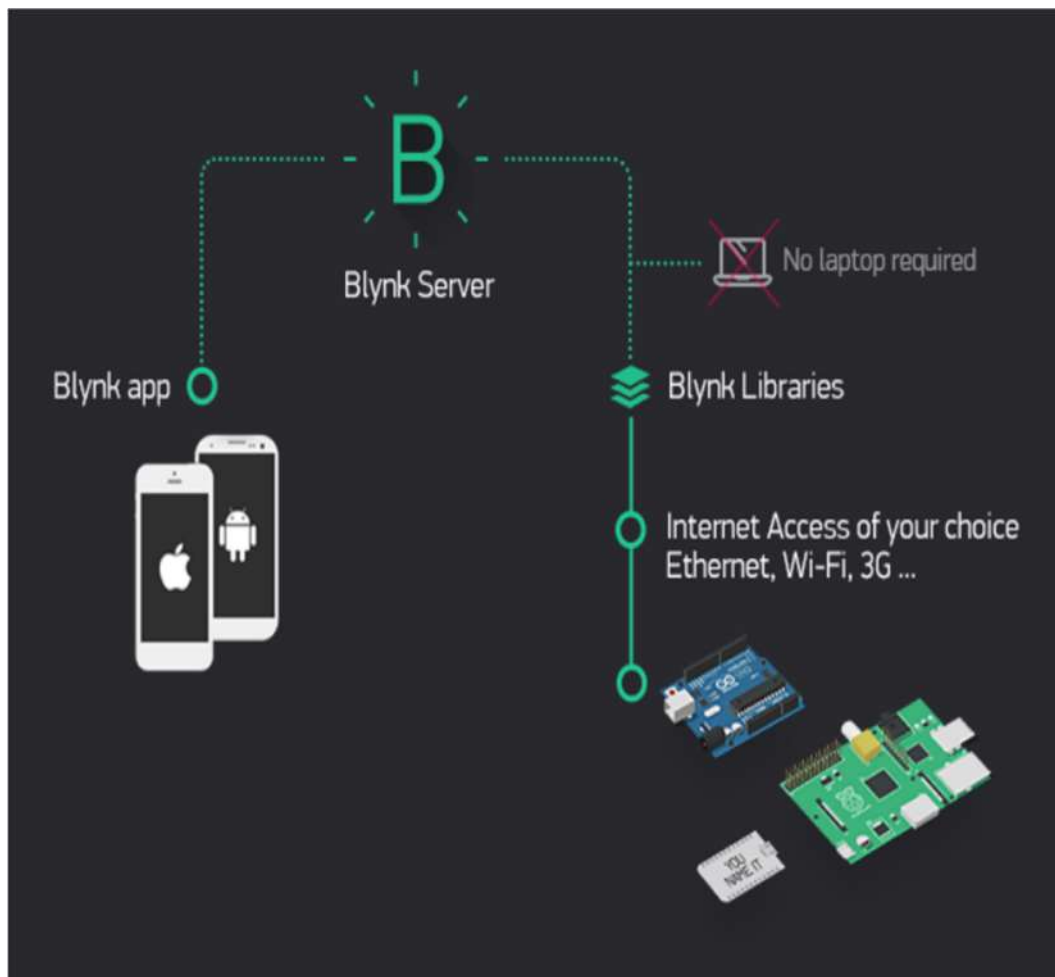 B
Blynk Server
No laptop required
Blynk app
Blynk Libraries
Internet Access of your choice
Ethernet, Wi-Fi, 3G ...
YOU
NAME IT